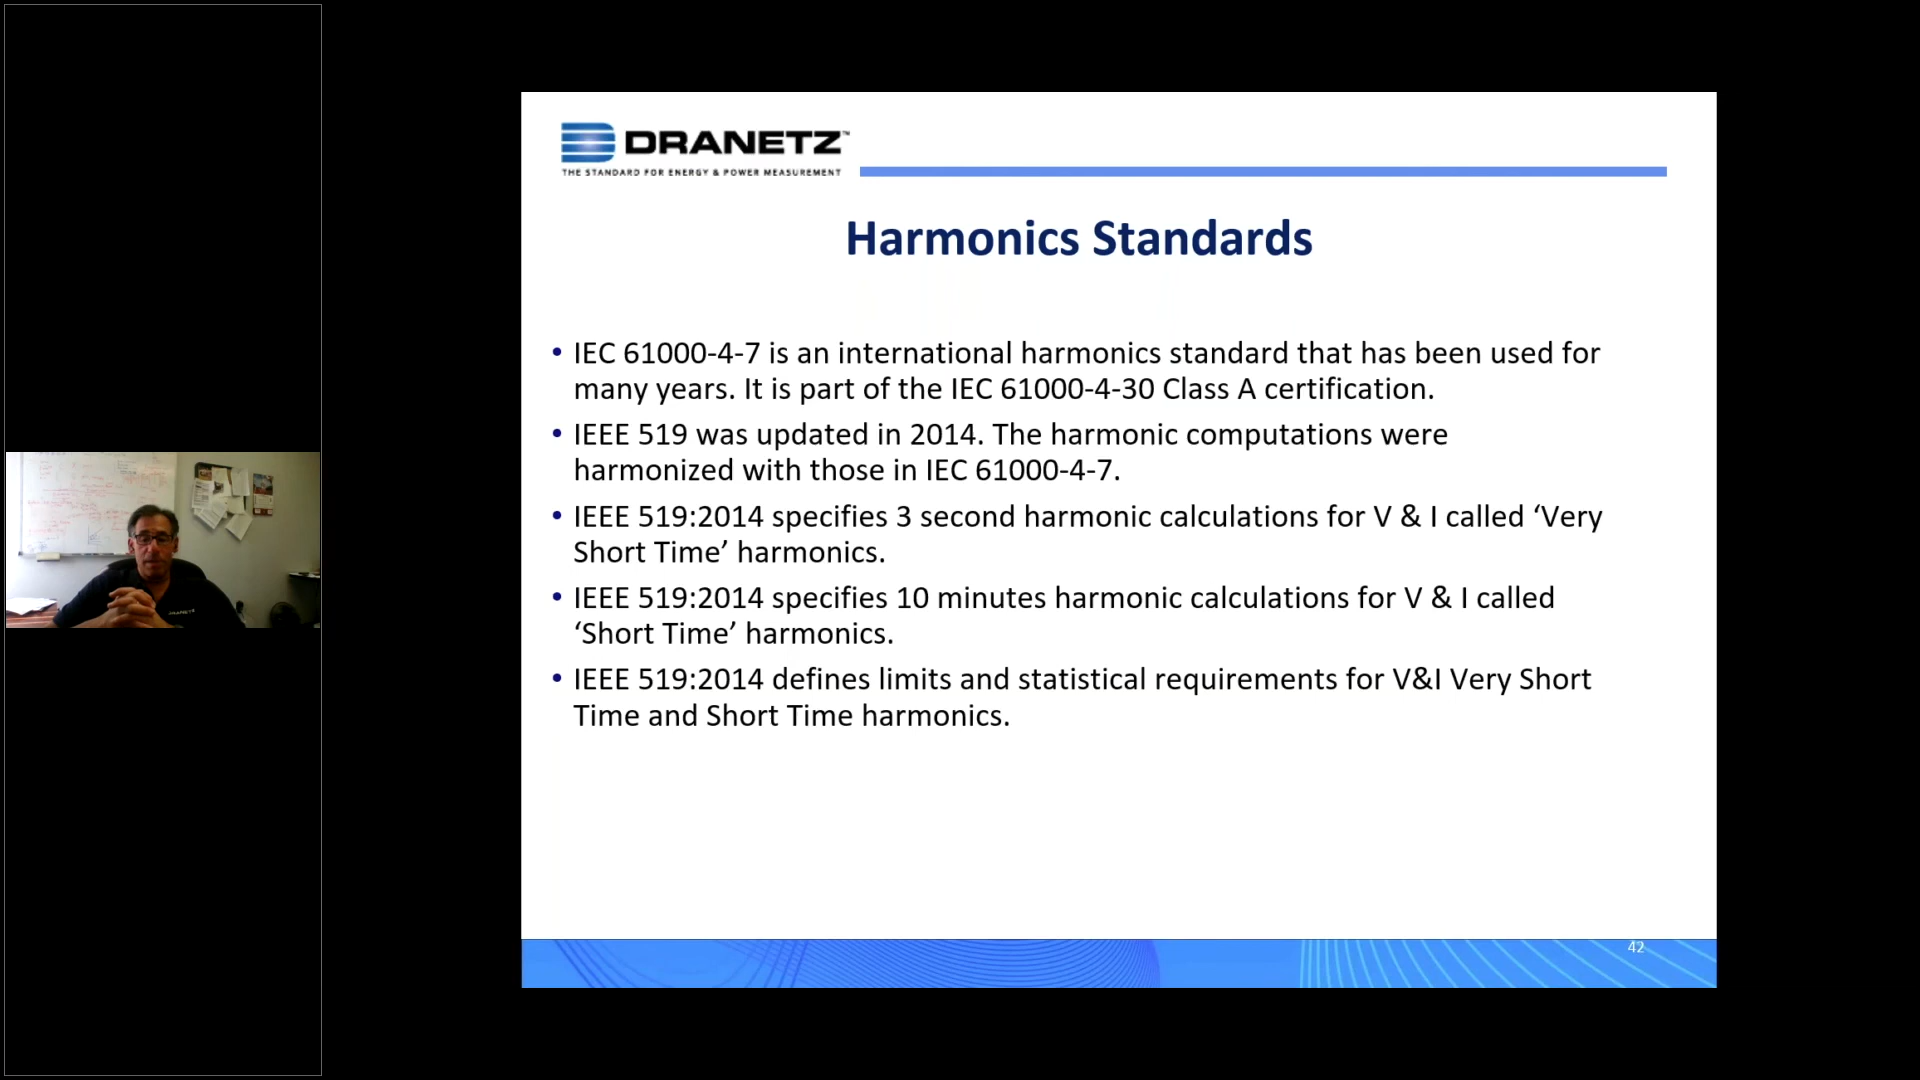 DRANETZ™
THE STANDARD FOR ENERGY & POWER MEASUREMENT
Harmonics Standards
• IEC 61000-4-7 is an international harmonics standard that has been used for
many years. It is part of the IEC 61000-4-30 Class A certification.
• IEEE 519 was updated in 2014. The harmonic computations were
harmonized with those in IEC 61000-4-7.
• IEEE 519:2014 specifies 3 second harmonic calculations for V & I called ‘Very
Short Time’ harmonics.
• IEEE 519:2014 specifies 10 minutes harmonic calculations for V & I called
‘Short Time’ harmonics.
• IEEE 519:2014 defines limits and statistical requirements for V&I Very Short
Time and Short Time harmonics.
42
DRANETZ